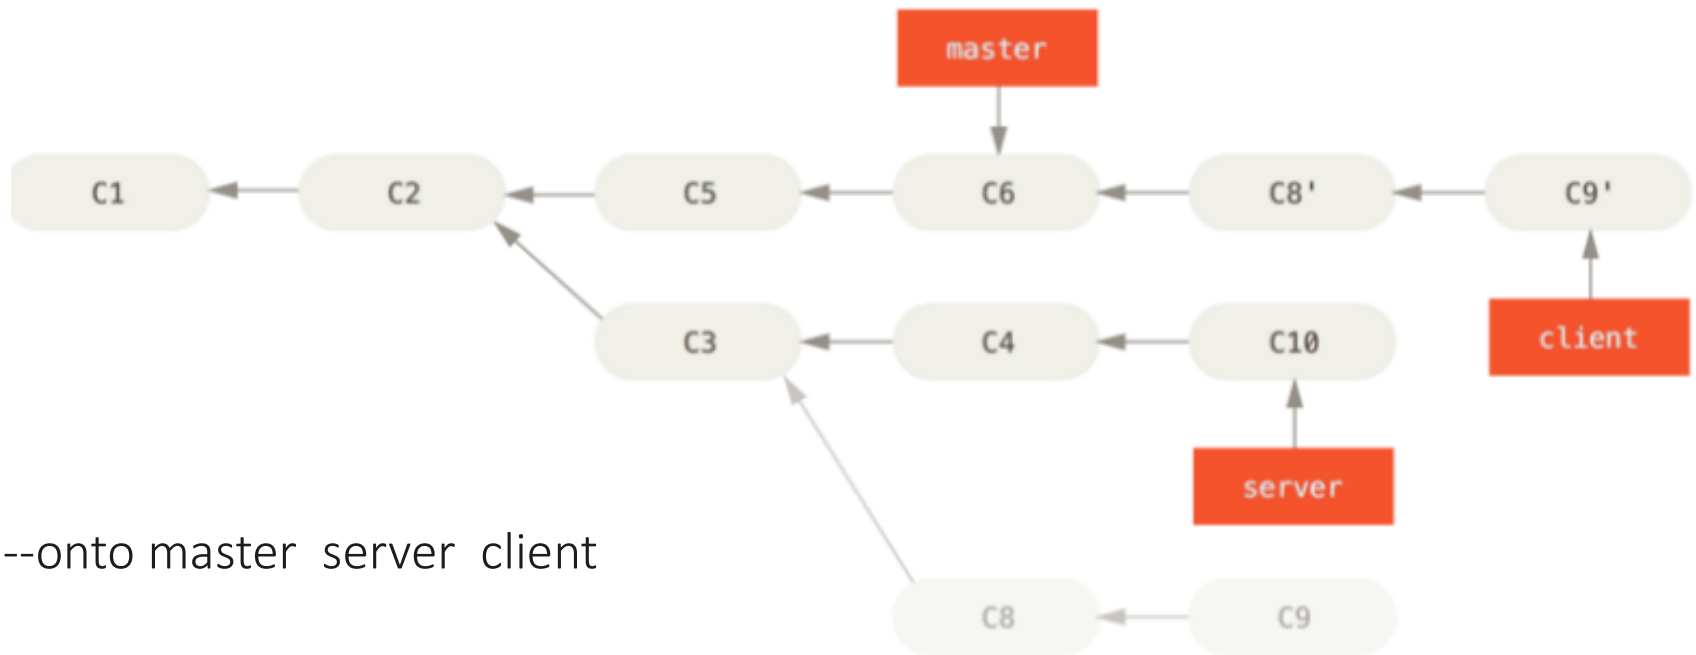 master
C1 C2 C5 C6 C8' C9'
C3 C4 C10
client
server
--onto master server client
C8 C9